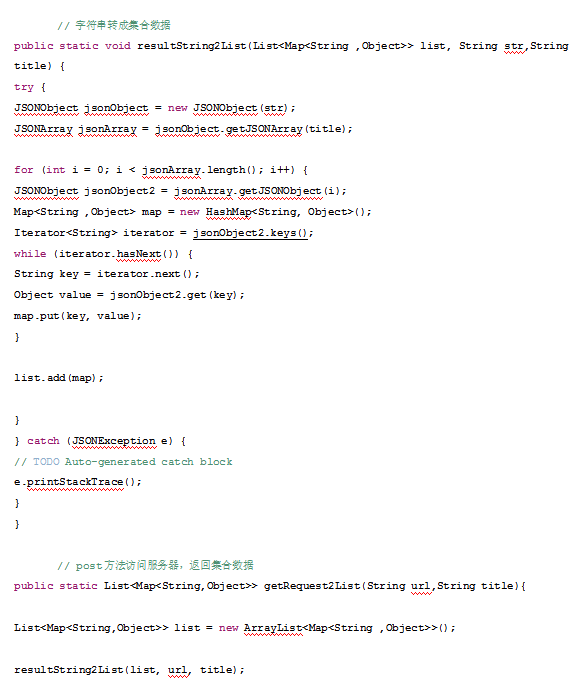 // 字符串转成集合数据
public static void resultString2List(List<Map<String ,Object>> list, String str,String
title) {
try {
JSONObject jsonObject = new JSONObject(str);
JSONArray jsonArray = jsonObject.getJSONArray(title);
for (int i = 0; i < jsonArray.length(); i++) {
JSONObject jsonObject2 = jsonArray.getJSONObject(i);
Map<String ,Object> map = new HashMap<String, Object>();
Iterator<String> iterator = jsonObject2.keys();
while (iterator.hasNext()) {
String key = iterator.next();
Object value = jsonObject2.get(key);
map.put(key, value);
}
list.add(map);
}
} catch (JSONException e) {
// TODO Auto-generated catch block
e.printStackTrace();
}
}
// post方法访问服务器，返回集合数据
public static List<Map<String,Object>> getRequest2List(String url,String title){
List<Map<String,Object>> list = new ArrayList<Map<String ,Object>>();
resultString2List(list, url, title);